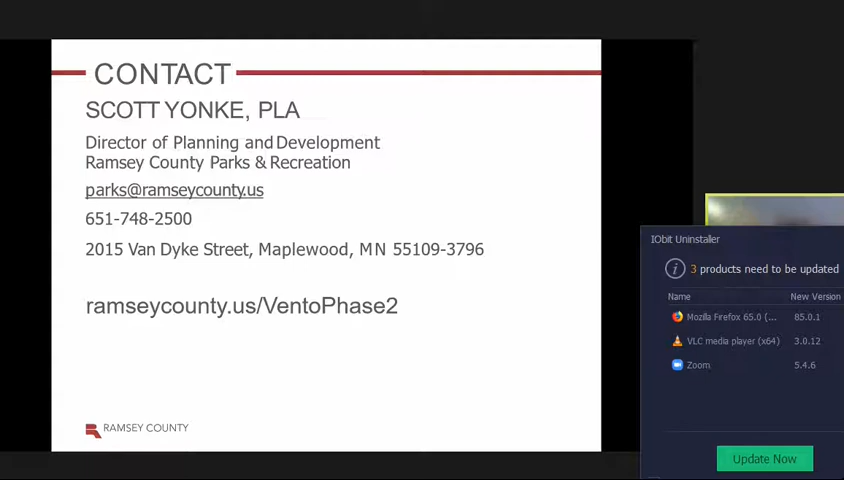 CONTACT
SCOTT YONKE, PLA
Director of Planning and Development
Ramsey County Parks & Recreation
parks@ramseycounty.us
651-748-2500
2015 Van Dyke Street, Maplewood, MN 55109-3796
ramseycounty.us/VentoPhase2
RAMSEY COUNTY
IObit Uninstaller
3 products need to be updated
Name New Version
Mozilla Firefox 65.0 (... 85.0.1
VLC media player (x64) 3.0.12
Zoom 5.4.6
Update Now